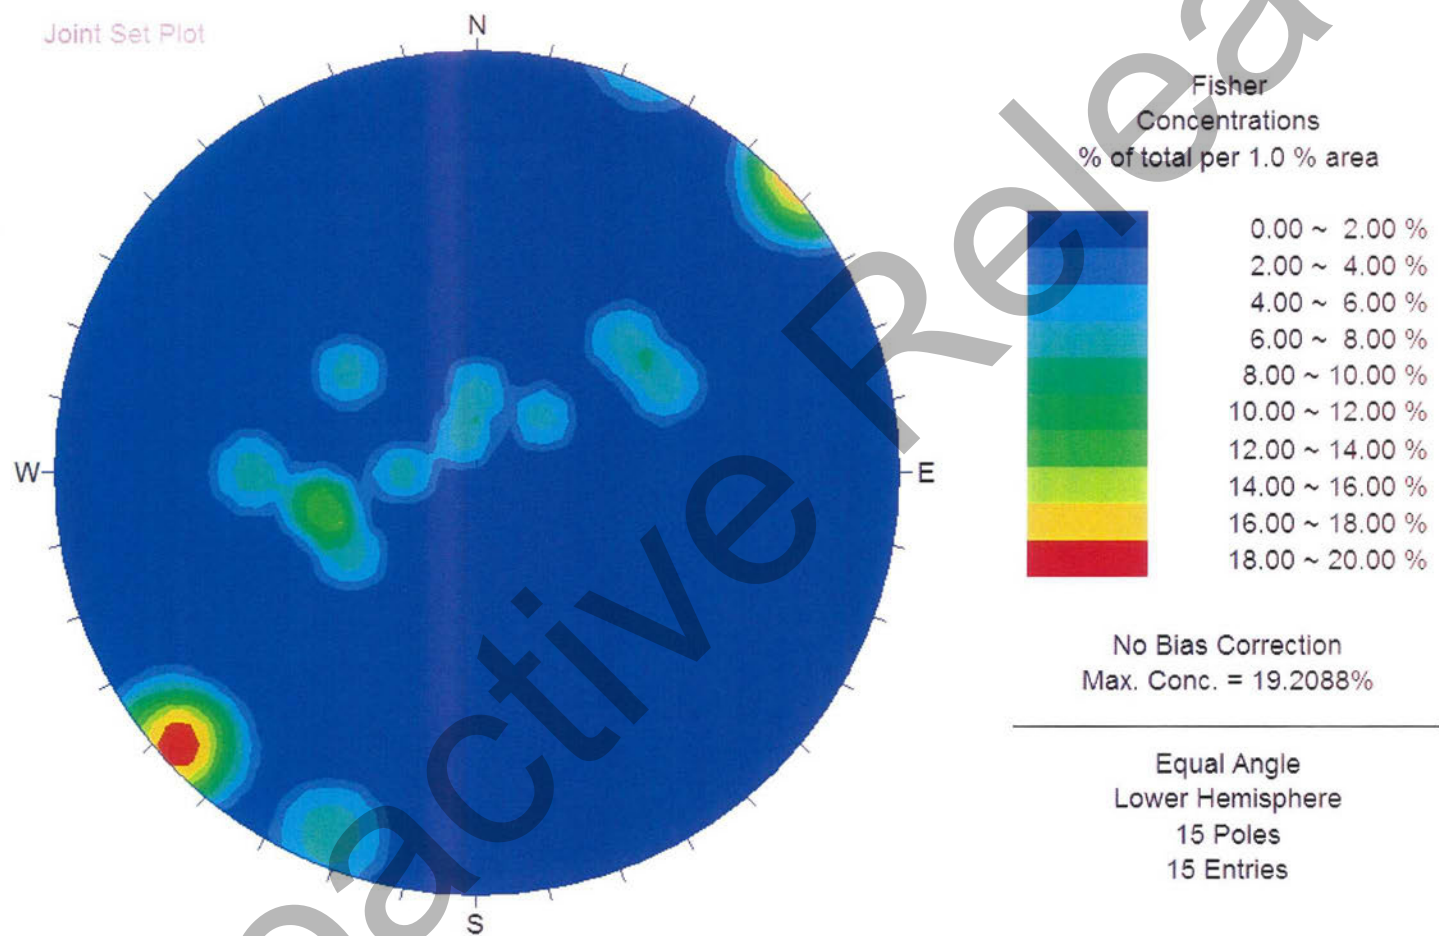 Joint Set Plot
N
W
E
S
Fisher
Concentrations
% of total per 1.0 % area
0.00 ~ 2.00 %
2.00 ~ 4.00 %
4.00 ~ 6.00 %
6.00 ~ 8.00 %
8.00 ~ 10.00 %
10.00 ~ 12.00 %
12.00 ~ 14.00 %
14.00 ~ 16.00 %
16.00 ~ 18.00 %
18.00 ~ 20.00 %
No Bias Correction
Max. Conc. = 19.2088%
Equal Angle
Lower Hemisphere
15 Poles
15 Entries
oactive Relea